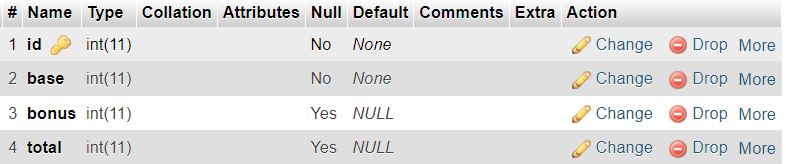 # Name Type Collation Attributes Null Default Comments Extra Action
1 id int(11) No None Change Drop More
2 base int(11) No None Change Drop More
3 bonus int(11) Yes NULL Change Drop More
4 total int(11) Yes NULL Change Drop More